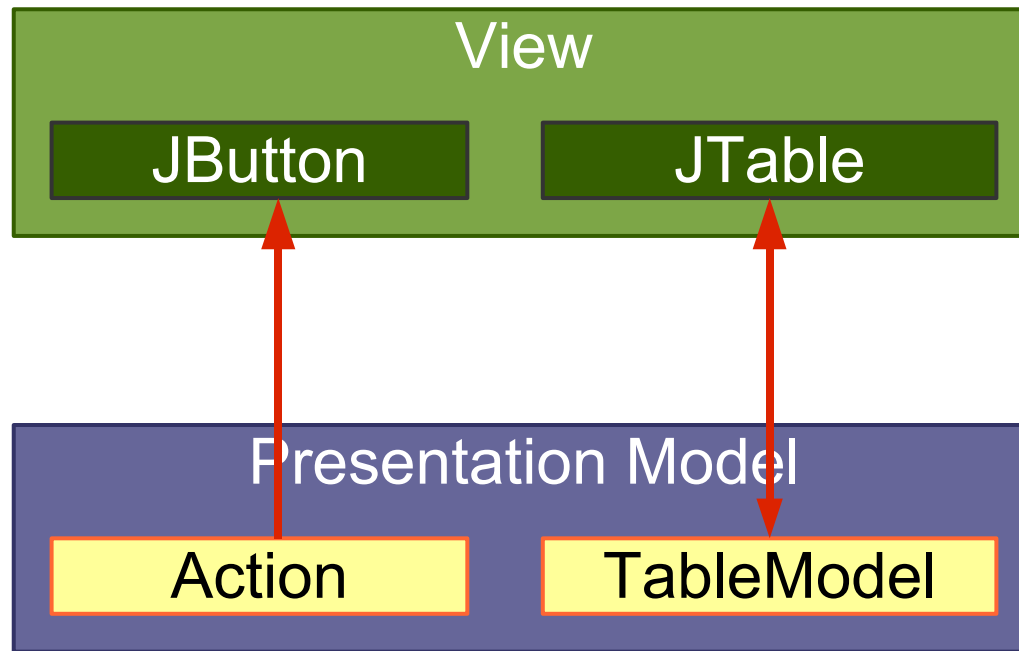 View
JButton
JTable
Presentation Model
Action
TableModel